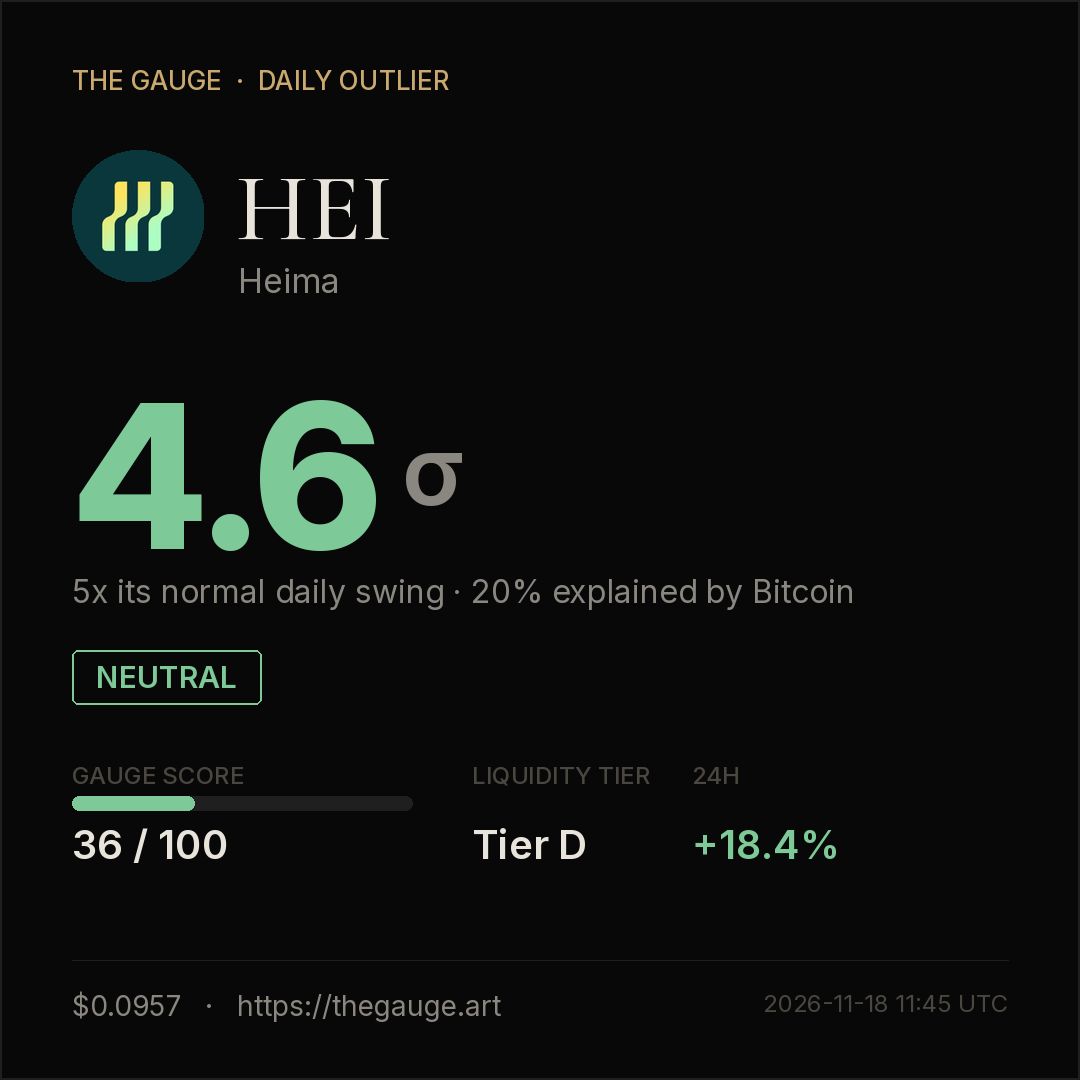 THE GAUGE · DAILY OUTLIER
HEI
Heima
4.6 σ
5x its normal daily swing · 20% explained by Bitcoin
NEUTRAL
GAUGE SCORE LIQUIDITY TIER 24H
36 / 100 Tier D +18.4%
$0.0957 · https://thegauge.art 2026-11-18 11:45 UTC